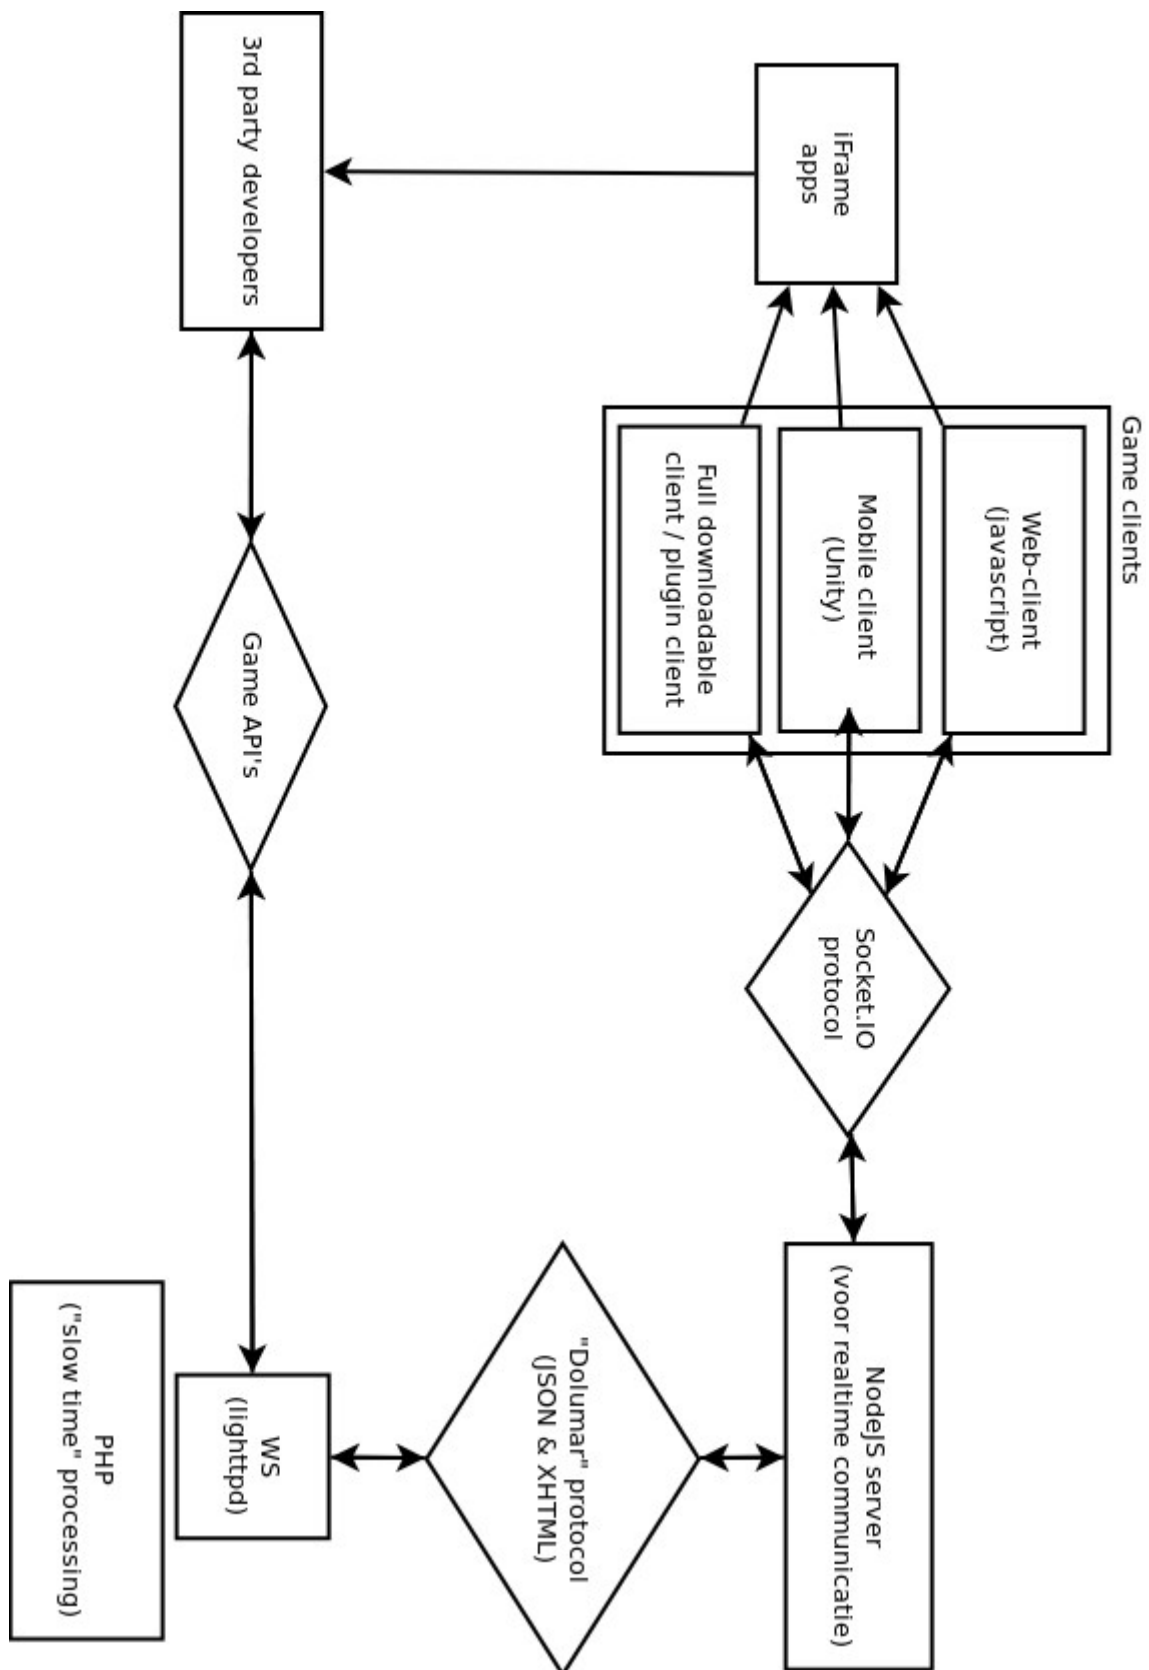 Game clients
iFrame
apps
Web-client
(javascript)
Mobile client
(Unity)
Full downloadable
client / plugin client
Socket.IO
protocol
NodeJS server
(voor realtime communicatie)
"Dolumar" protocol
(JSON & XHTML)
3rd party developers
Game API's
WS
(lighttpd)
PHP
("slow time" processing)